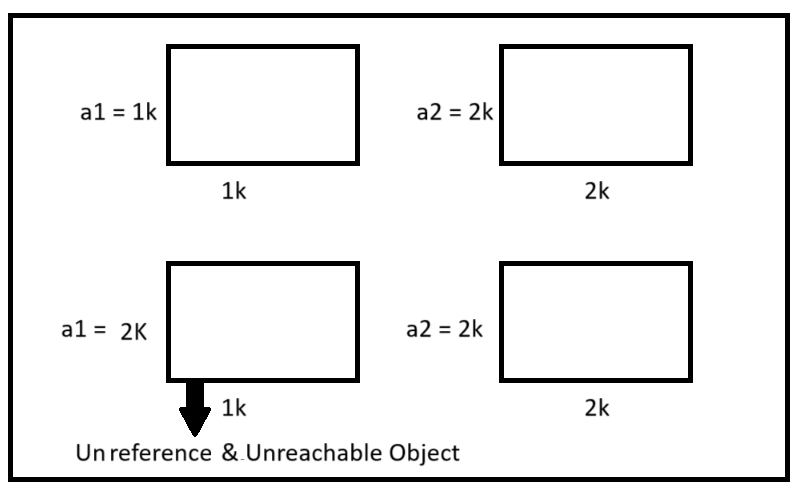 a1 = 1k a2 = 2k
1k 2k
a1 = 2K a2 = 2k
1k 2k
Un reference & Unreachable Object